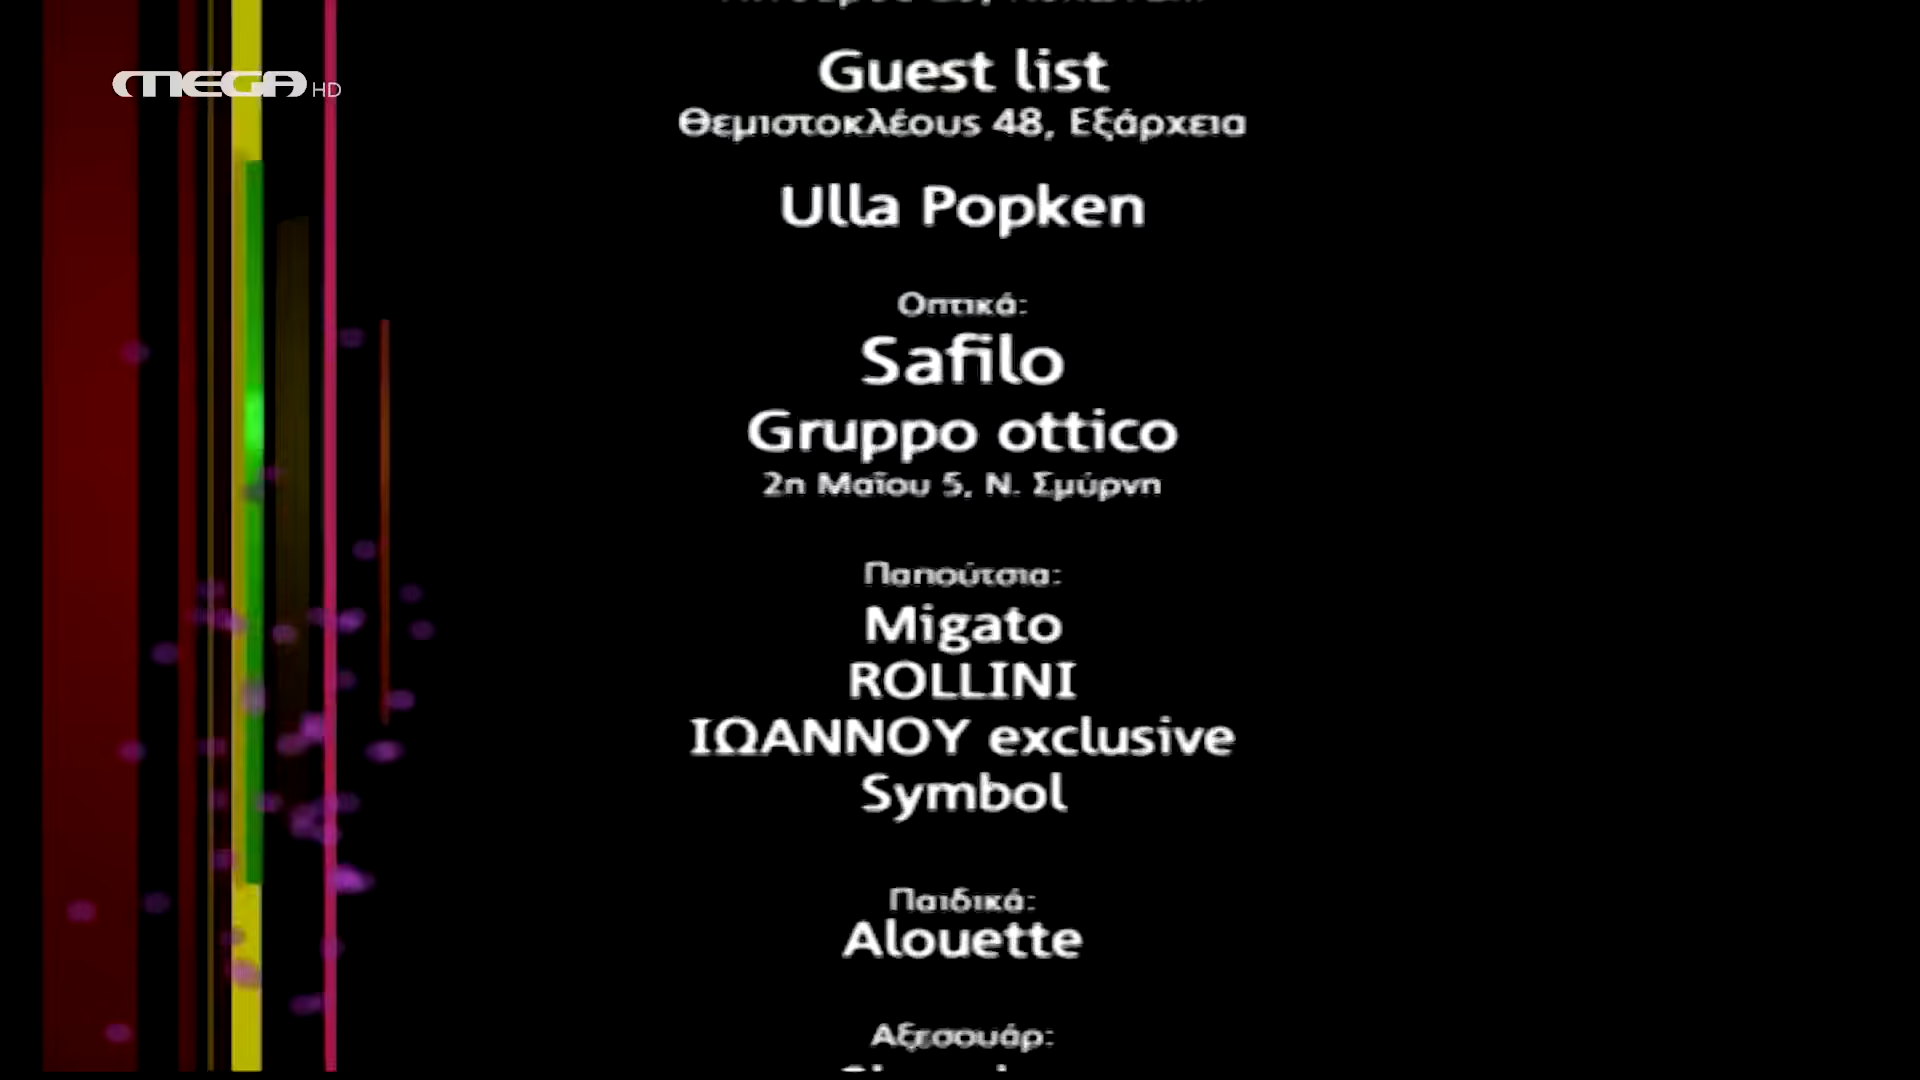 MEGA HD
Guest list
Θεμιστοκλέους 48, Εξάρχεια
Ulla Popken
Οπτικά:
Safilo
Gruppo ottico
2η Μαΐου 5, Ν. Σμύρνη
Παπούτσια:
Migato
ROLLINI
ΙΩΑΝΝΟΥ exclusive
Symbol
Παιδικά:
Alouette
Αξεσουάρ: